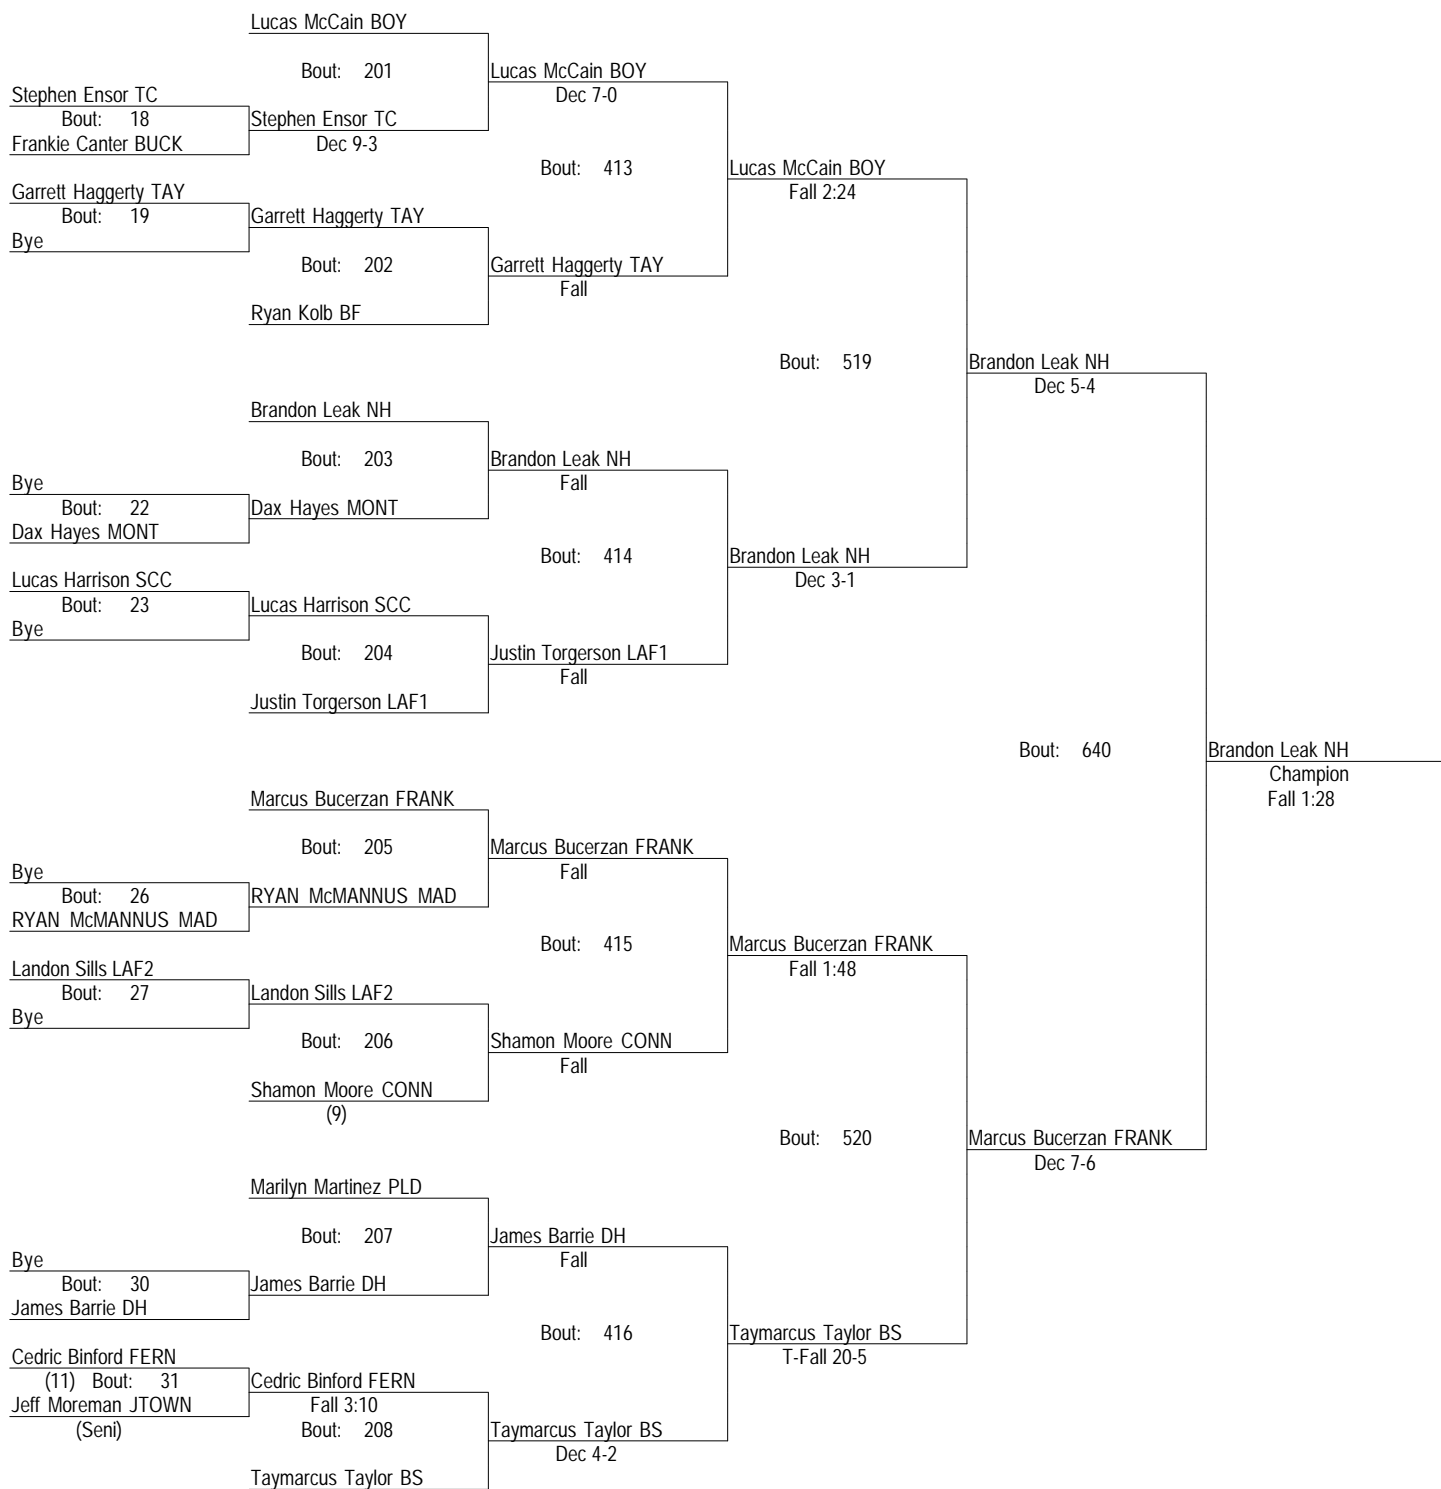 Lucas McCain BOY
Bout: 201
Lucas McCain BOY
Stephen Ensor TC
Dec 7-0
Bout: 18
Stephen Ensor TC
Frankie Canter BUCK
Dec 9-3
Bout: 413
Lucas McCain BOY
Garrett Haggerty TAY
Fall 2:24
Bout: 19
Garrett Haggerty TAY
Bye
Bout: 202
Garrett Haggerty TAY
Fall
Ryan Kolb BF
Bout: 519
Brandon Leak NH
Dec 5-4
Brandon Leak NH
Bout: 203
Brandon Leak NH
Bye
Fall
Bout: 22
Dax Hayes MONT
Dax Hayes MONT
Bout: 414
Brandon Leak NH
Lucas Harrison SCC
Dec 3-1
Bout: 23
Lucas Harrison SCC
Bye
Bout: 204
Justin Torgerson LAF1
Fall
Justin Torgerson LAF1
Bout: 640
Brandon Leak NH
Champion
Fall 1:28
Marcus Bucerzan FRANK
Bout: 205
Marcus Bucerzan FRANK
Bye
Fall
Bout: 26
RYAN McMANNUS MAD
RYAN McMANNUS MAD
Bout: 415
Marcus Bucerzan FRANK
Landon Sills LAF2
Fall 1:48
Bout: 27
Landon Sills LAF2
Bye
Bout: 206
Shamon Moore CONN
Fall
Shamon Moore CONN
(9)
Bout: 520
Marcus Bucerzan FRANK
Dec 7-6
Marilyn Martinez PLD
Bout: 207
James Barrie DH
Bye
Fall
Bout: 30
James Barrie DH
James Barrie DH
Bout: 416
Taymarcus Taylor BS
Cedric Binford FERN
T-Fall 20-5
(11) Bout: 31
Cedric Binford FERN
Jeff Moreman JTOWN
Fall 3:10
(Seni)
Bout: 208
Taymarcus Taylor BS
Dec 4-2
Taymarcus Taylor BS